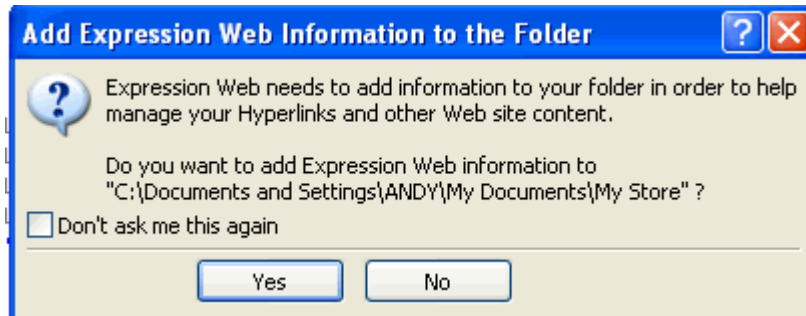 Add Expression Web Information to the Folder
Expression Web needs to add information to your folder in order to help
manage your Hyperlinks and other Web site content.
Do you want to add Expression Web information to
"C:\Documents and Settings\ANDY\My Documents\My Store" ?
Don't ask me this again
Yes No